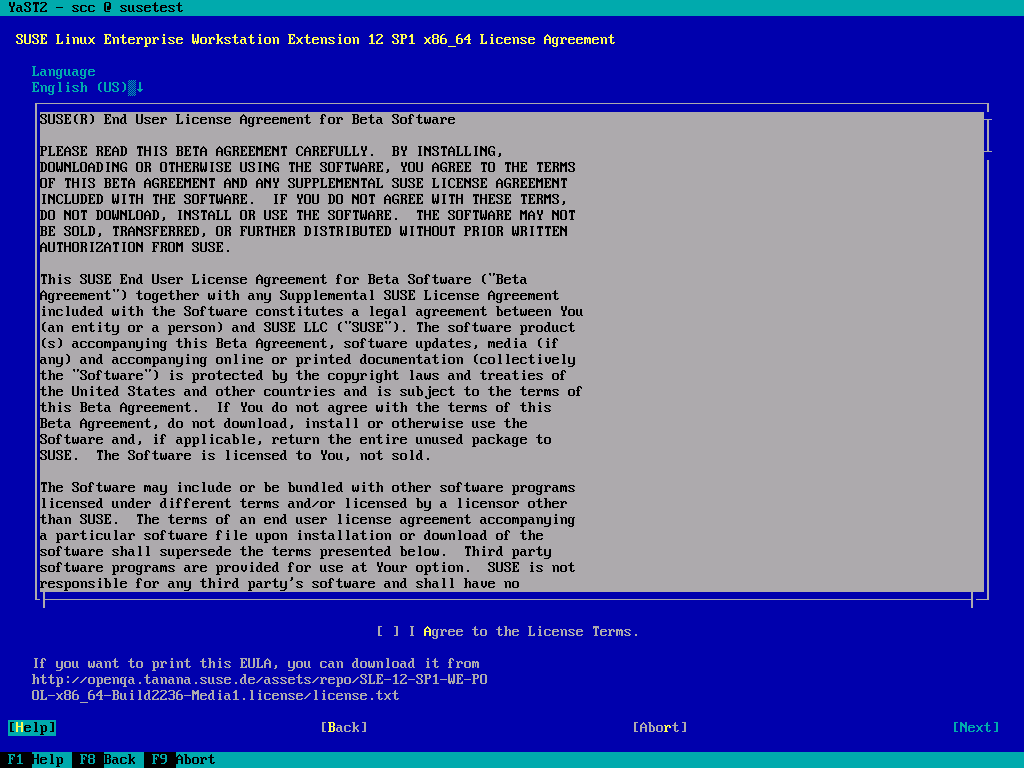 YaST2 - scc @ susetest
SUSE Linux Enterprise Workstation Extension 12 SP1 x86_64 License Agreement
Language
English (US)↓
SUSE(R) End User License Agreement for Beta Software
PLEASE READ THIS BETA AGREEMENT CAREFULLY.  BY INSTALLING,
DOWNLOADING OR OTHERWISE USING THE SOFTWARE, YOU AGREE TO THE TERMS
OF THIS BETA AGREEMENT AND ANY SUPPLEMENTAL SUSE LICENSE AGREEMENT
INCLUDED WITH THE SOFTWARE.  IF YOU DO NOT AGREE WITH THESE TERMS,
DO NOT DOWNLOAD, INSTALL OR USE THE SOFTWARE.  THE SOFTWARE MAY NOT
BE SOLD, TRANSFERRED, OR FURTHER DISTRIBUTED WITHOUT PRIOR WRITTEN
AUTHORIZATION FROM SUSE.
This SUSE End User License Agreement for Beta Software ("Beta
Agreement") together with any Supplemental SUSE License Agreement
included with the Software constitutes a legal agreement between You
(an entity or a person) and SUSE LLC ("SUSE"). The software product
(s) accompanying this Beta Agreement, software updates, media (if
any) and accompanying online or printed documentation (collectively
the "Software") is protected by the copyright laws and treaties of
the United States and other countries and is subject to the terms of
this Beta Agreement.  If You do not agree with the terms of this
Beta Agreement, do not download, install or otherwise use the
Software and, if applicable, return the entire unused package to
SUSE.  The Software is licensed to You, not sold.
The Software may include or be bundled with other software programs
licensed under different terms and/or licensed by a licensor other
than SUSE.  The terms of an end user license agreement accompanying
a particular software file upon installation or download of the
software shall supersede the terms presented below.  Third party
software programs are provided for use at Your option.  SUSE is not
responsible for any third party's software and shall have no
[ ] I Agree to the License Terms.
If you want to print this EULA, you can download it from
http://openqa.tanana.suse.de/assets/repo/SLE-12-SP1-WE-PO
OL-x86_64-Build2236-Media1.license/license.txt
[Help] [Back] [Abort] [Next]
F1 Help F8 Back F9 Abort